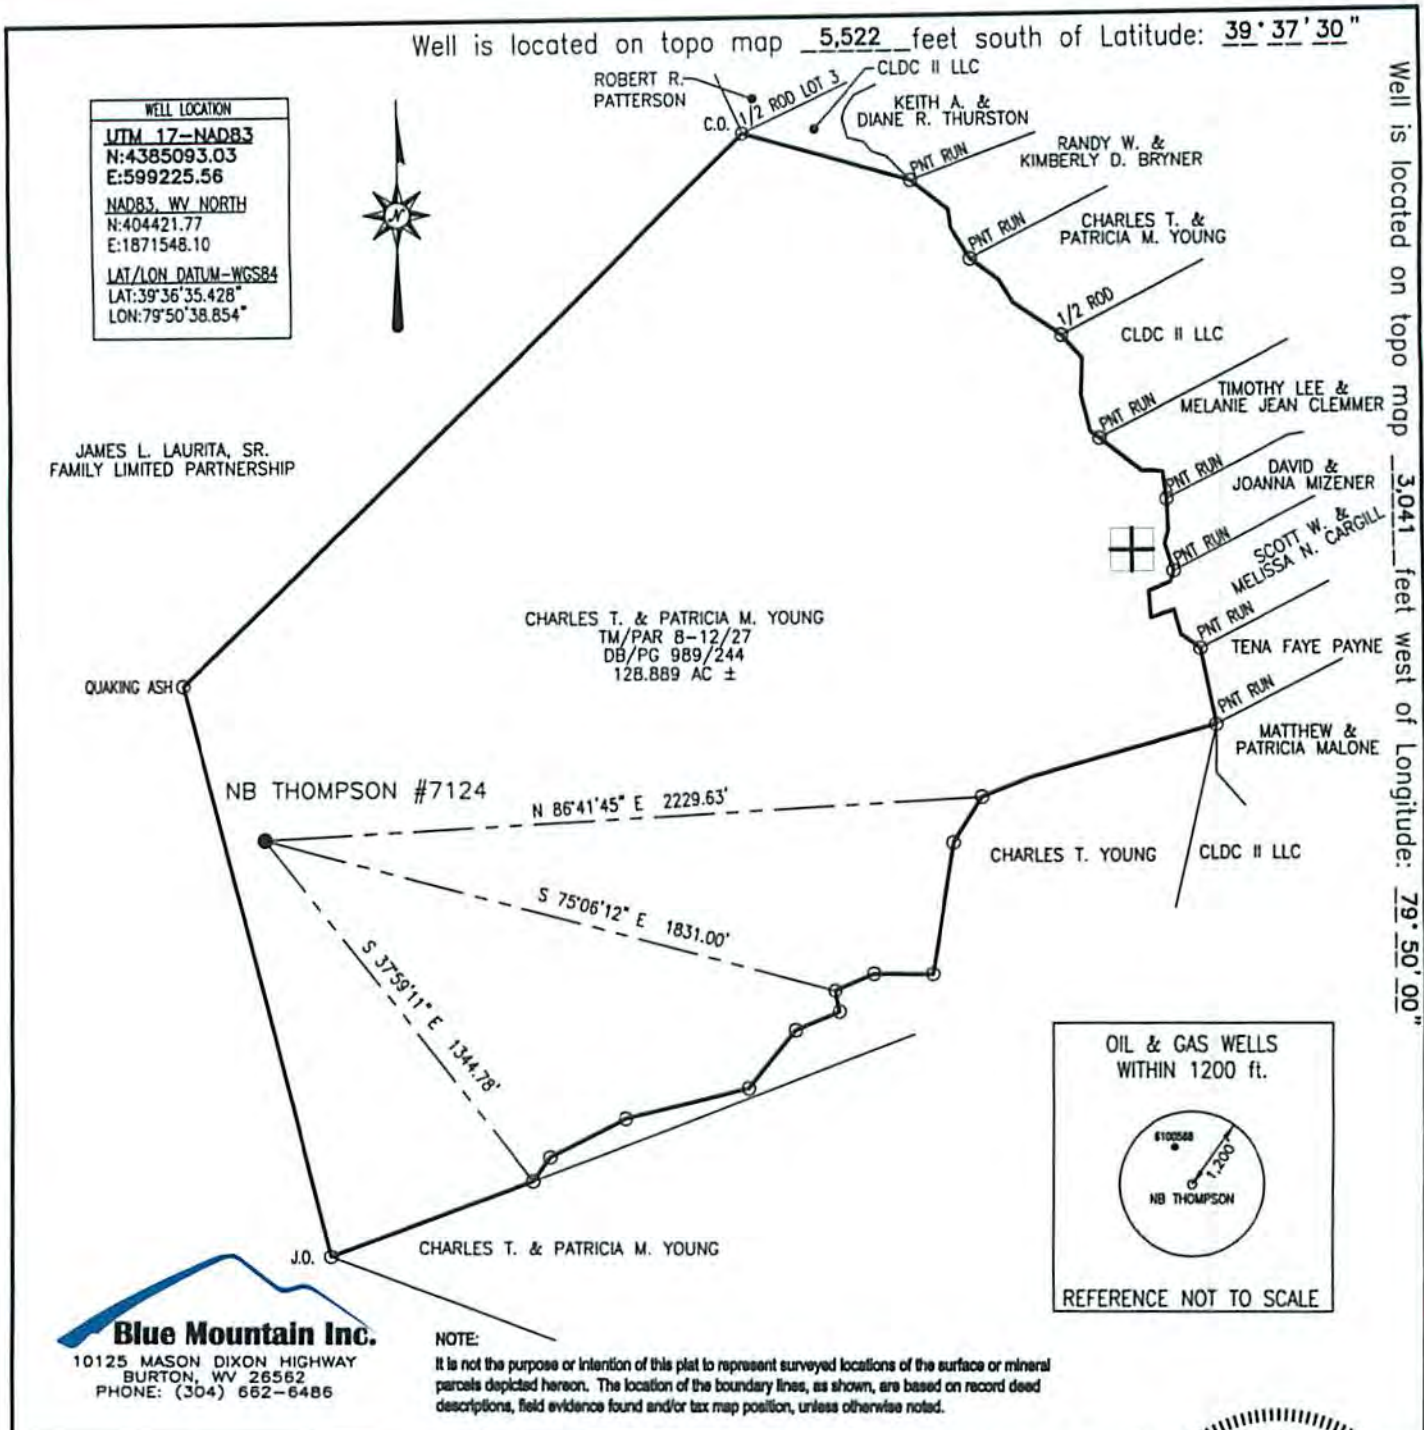 Well is located on topo map 5,522 feet south of Latitude: 39°37'30"
Well is located on topo map 3,041 feet west of Longitude: 79°50'00"
WELL LOCATION
UTM 17-NAD83
N:4385093.03
E:599225.56
NAD83, WV NORTH
N:404421.77
E:1871548.10
LAT/LON DATUM-WGS84
LAT:39°36'35.428"
LON:79°50'38.854"
N
ROBERT R.
PATTERSON
C.O.
1/2 ROD LOT 3
CLDC II LLC
KEITH A. &
DIANE R. THURSTON
PNT RUN
RANDY W. &
KIMBERLY D. BRYNER
PNT RUN
CHARLES T. &
PATRICIA M. YOUNG
1/2 ROD
CLDC II LLC
PNT RUN
TIMOTHY LEE &
MELANIE JEAN CLEMMER
PNT RUN
DAVID &
JOANNA MIZENER
PNT RUN
SCOTT W. &
MELISSA N. CARGILL
PNT RUN
TENA FAYE PAYNE
PNT RUN
MATTHEW &
PATRICIA MALONE
JAMES L. LAURITA, SR.
FAMILY LIMITED PARTNERSHIP
CHARLES T. & PATRICIA M. YOUNG
TM/PAR 8-12/27
DB/PG 989/244
128.889 AC ±
QUAKING ASH
NB THOMPSON #7124
N 86°41'45" E 2229.63'
S 75°06'12" E 1831.00'
S 37°59'11" E 1344.78'
CHARLES T. YOUNG
CLDC II LLC
OIL & GAS WELLS
WITHIN 1200 ft.
6100568
1,200'
NB THOMPSON
REFERENCE NOT TO SCALE
J.O.
CHARLES T. & PATRICIA M. YOUNG
Blue Mountain Inc.
10125 MASON DIXON HIGHWAY
BURTON, WV 26562
PHONE: (304) 662-6486
NOTE:
It is not the purpose or intention of this plat to represent surveyed locations of the surface or mineral
parcels depicted hereon. The location of the boundary lines, as shown, are based on record deed
descriptions, field evidence found and/or tax map position, unless otherwise noted.